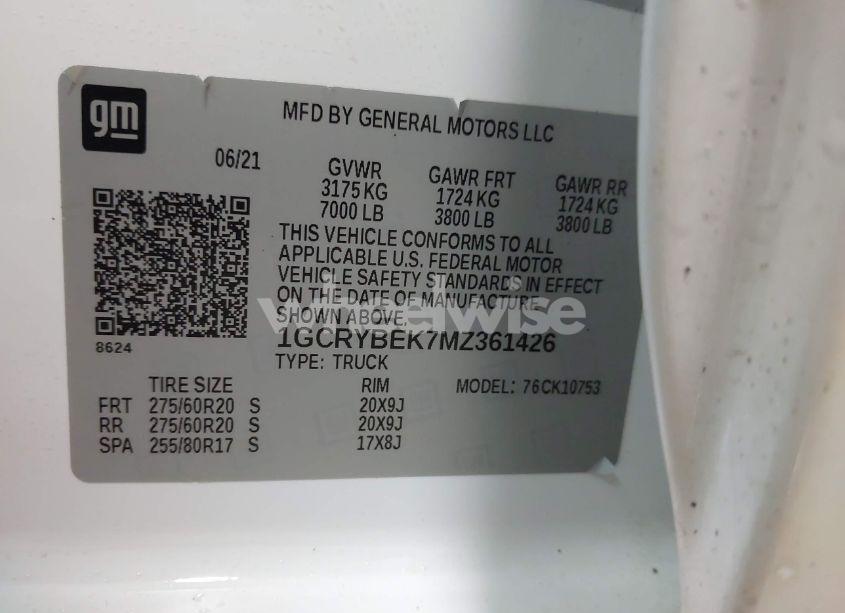 gm
MFD BY GENERAL MOTORS LLC
06/21
GVWR
3175 KG
7000 LB
GAWR FRT
1724 KG
3800 LB
GAWR RR
1724 KG
3800 LB
THIS VEHICLE CONFORMS TO ALL
APPLICABLE U.S. FEDERAL MOTOR
VEHICLE SAFETY STANDARDS IN EFFECT
ON THE DATE OF MANUFACTURE
SHOWN ABOVE.
wheelwise
8624
1GCRYBEK7MZ361426
TYPE: TRUCK
TIRE SIZE RIM MODEL: 76CK10753
FRT 275/60R20 S 20X9J
RR 275/60R20 S 20X9J
SPA 255/80R17 S 17X8J